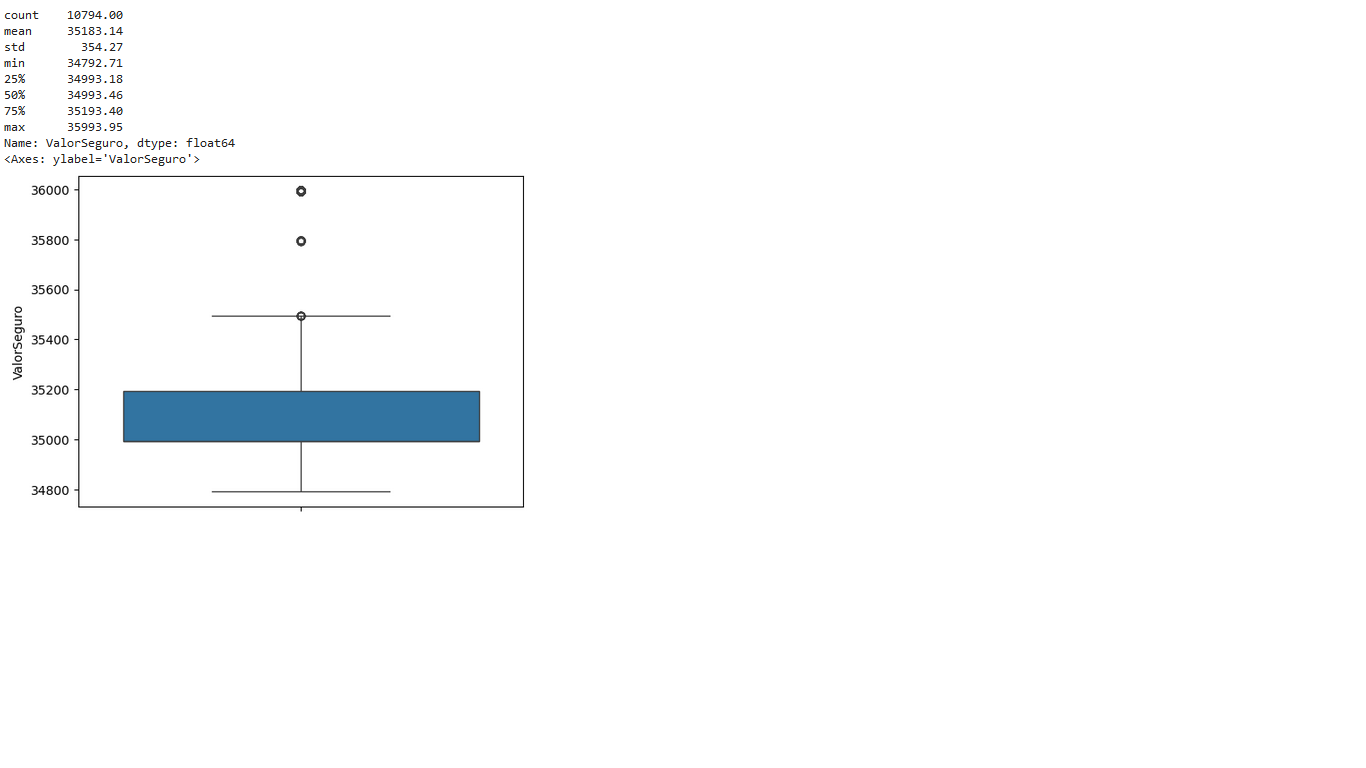 count    10794.00
mean     35183.14
std        354.27
min      34792.71
25%      34993.18
50%      34993.46
75%      35193.40
max      35993.95
Name: ValorSeguro, dtype: float64
<Axes: ylabel='ValorSeguro'>
36000
35800
35600
35400
35200
35000
34800
ValorSeguro